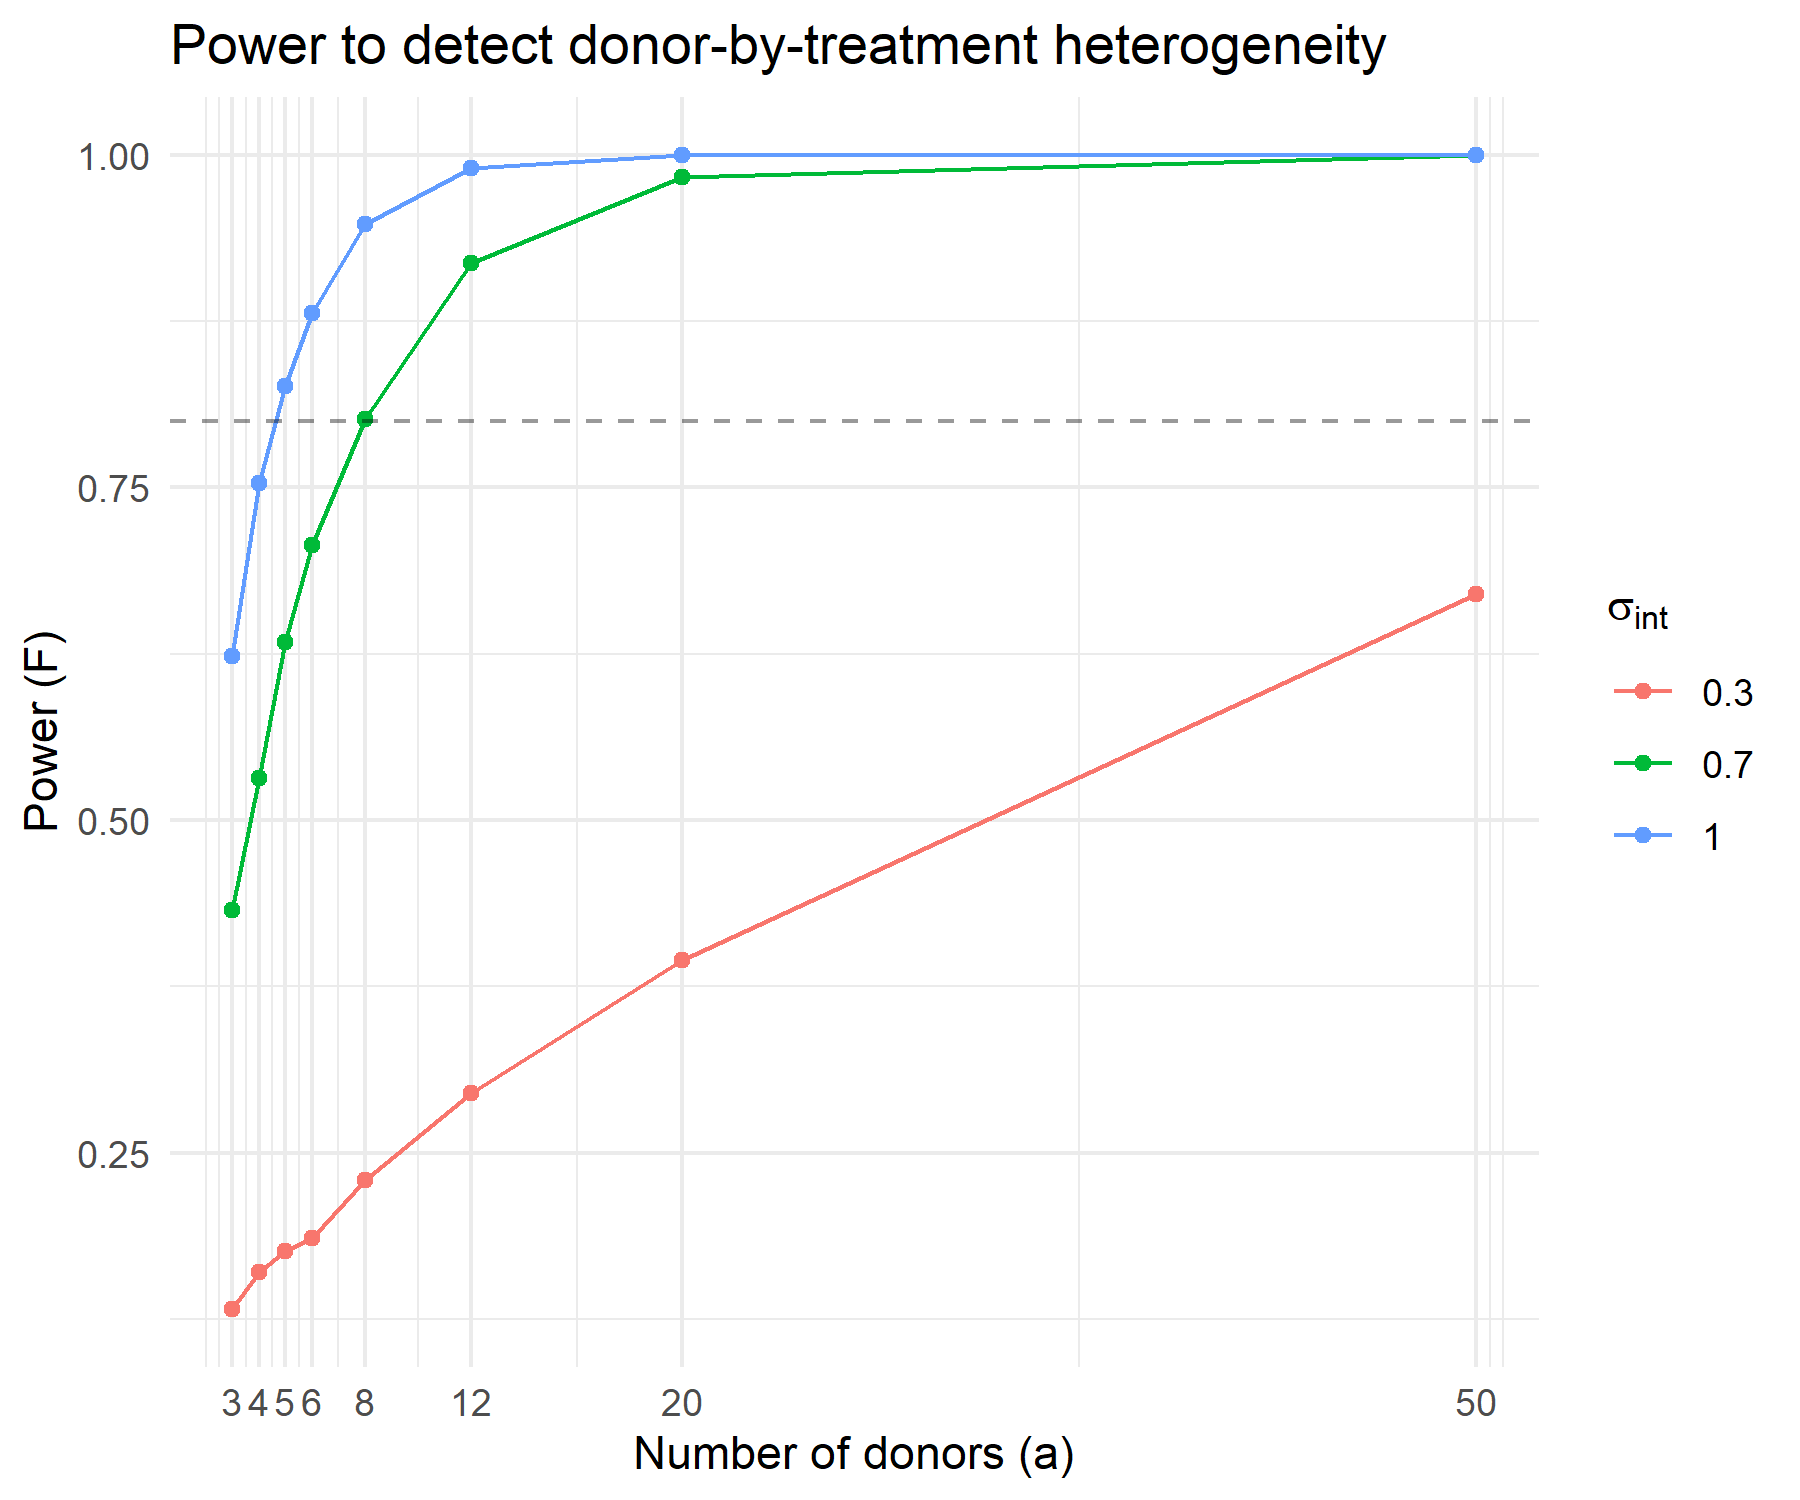 Power to detect donor-by-treatment heterogeneity
1.00
0.75
0.50
0.25
Power (F)
3 4 5 6 8 12 20 50
Number of donors (a)
σint
0.3
0.7
1